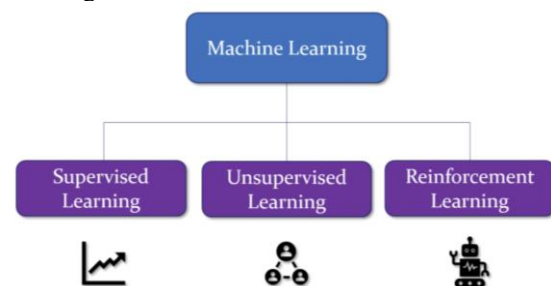 Machine Learning
Supervised
Learning
Unsupervised
Learning
Reinforcement
Learning